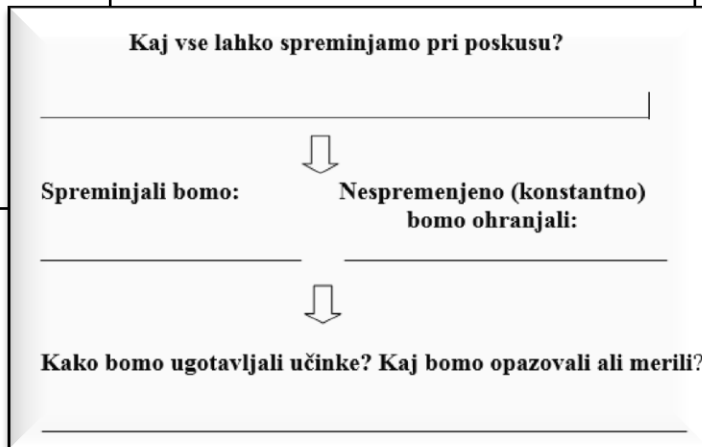 Kaj vse lahko spreminjamo pri poskusu?
Spreminjali bomo:
Nespremenjeno (konstantno)
bomo ohranjali:
Kako bomo ugotavljali učinke? Kaj bomo opazovali ali merili?